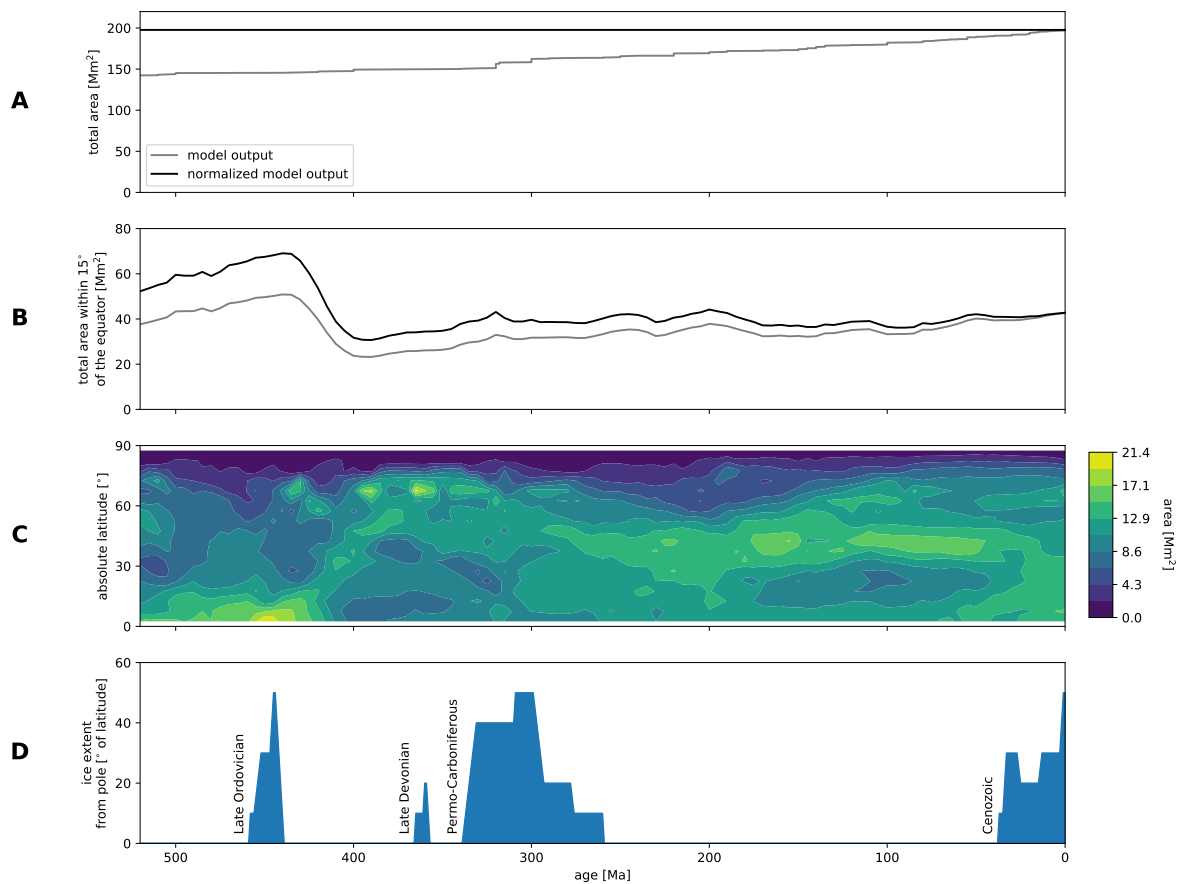 A
total area [Mm²]
200
150
100
50
0
model output
normalized model output
B
total area within 15°
of the equator [Mm²]
80
60
40
20
0
C
absolute latitude [°]
90
60
30
0
21.4
17.1
12.9
8.6
4.3
0.0
area [Mm²]
D
ice extent
from pole [° of latitude]
60
40
20
0
Late Ordovician
Late Devonian
Permo-Carboniferous
Cenozoic
500
400
300
200
100
0
age [Ma]